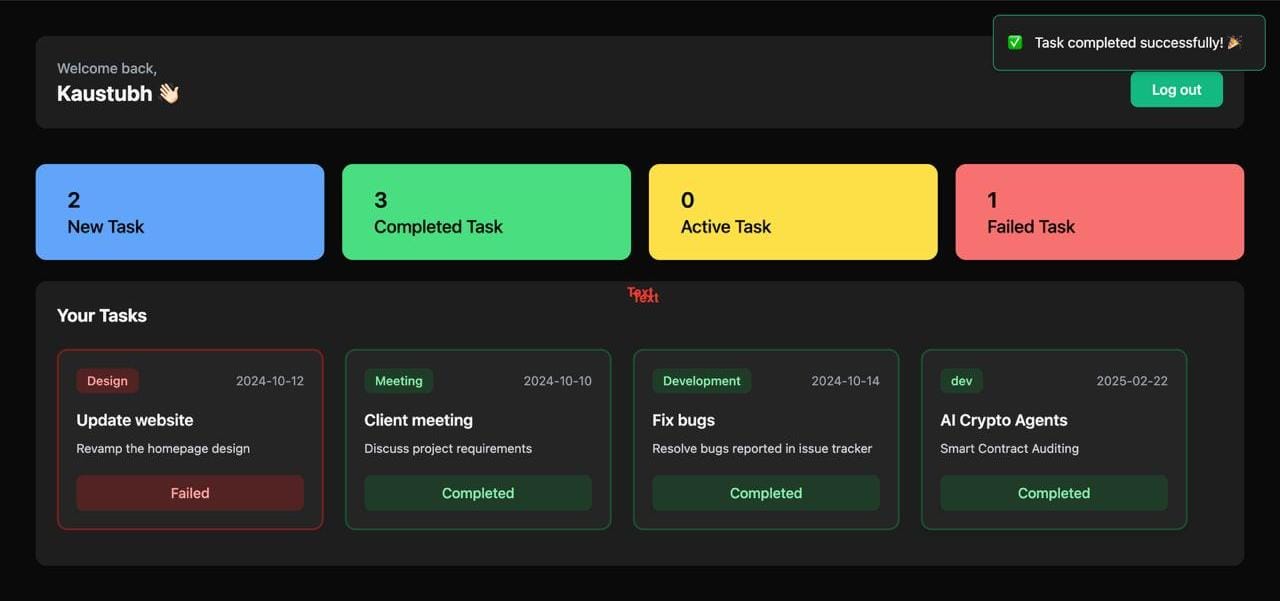 ✅ Task completed successfully! 🎉
Welcome back,
Kaustubh 👋🏻
Log out
2
New Task
3
Completed Task
0
Active Task
1
Failed Task
Text
Text
Your Tasks
Design 2024-10-12
Update website
Revamp the homepage design
Failed
Meeting 2024-10-10
Client meeting
Discuss project requirements
Completed
Development 2024-10-14
Fix bugs
Resolve bugs reported in issue tracker
Completed
dev 2025-02-22
AI Crypto Agents
Smart Contract Auditing
Completed